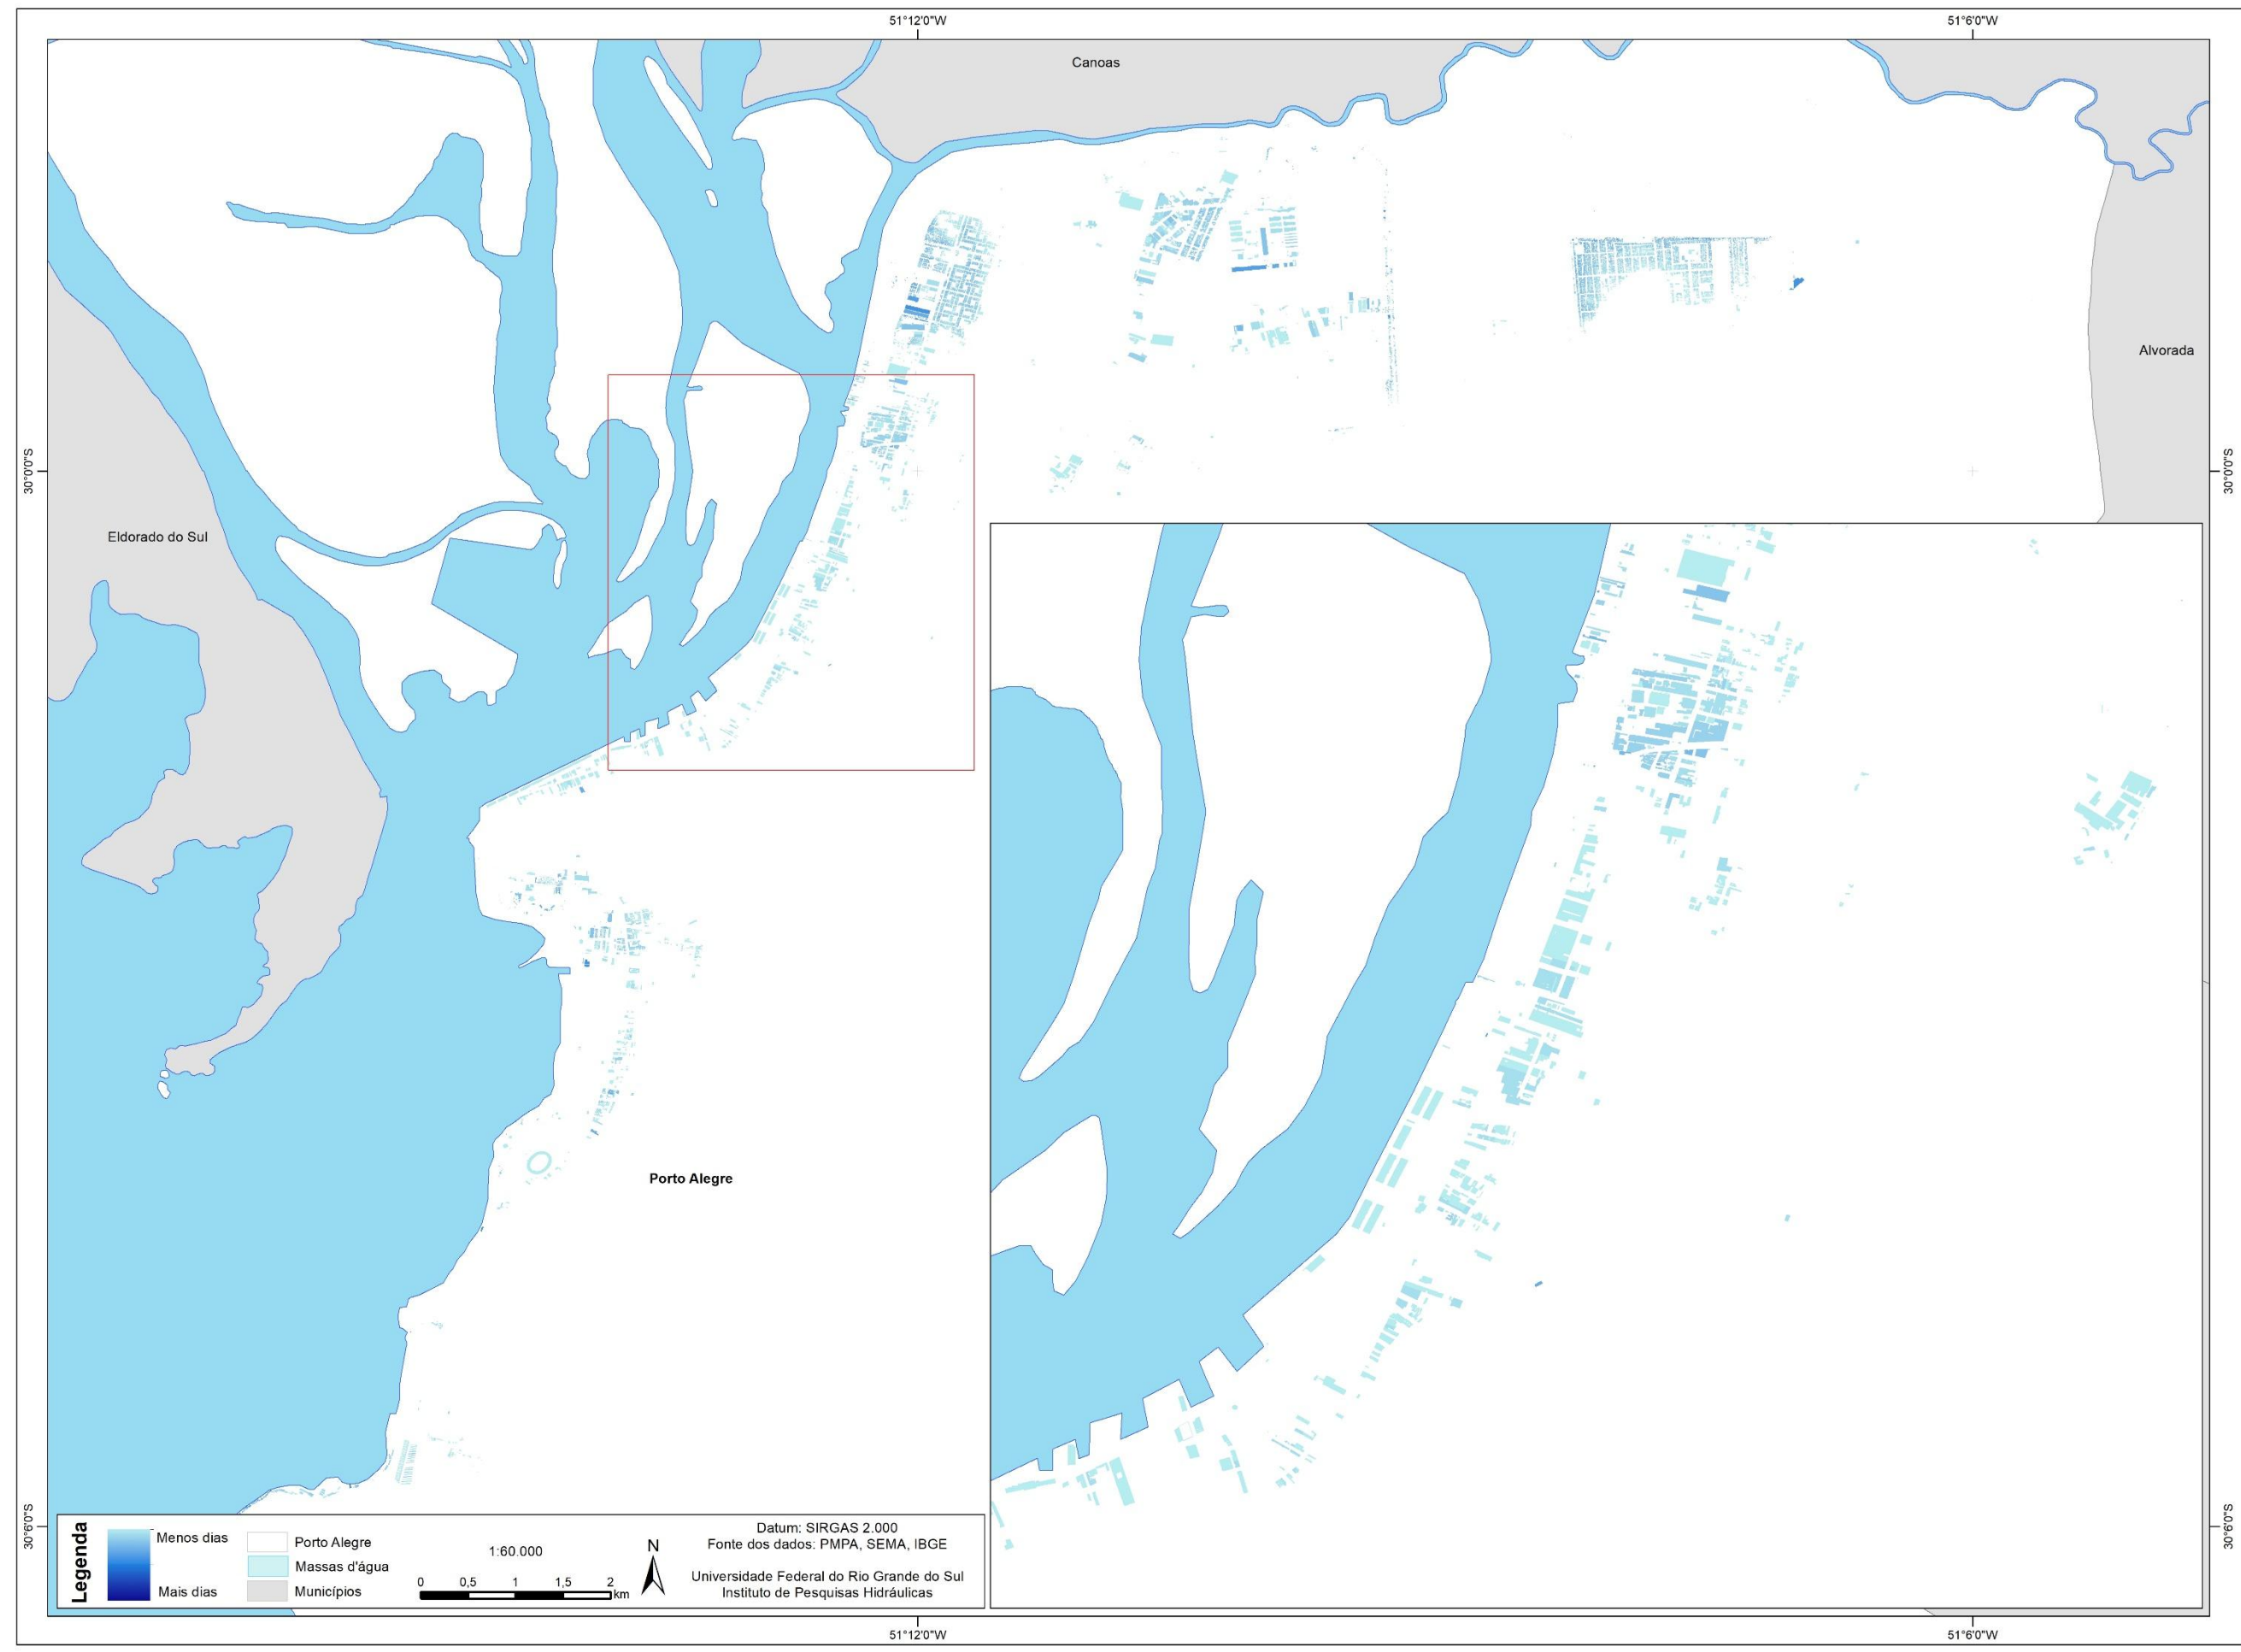 51°12'0"W
51°6'0"W
Canoas
Alvorada
30°0'0"S
30°0'0"S
Eldorado do Sul
Porto Alegre
30°6'0"S
30°6'0"S
Legenda
Menos dias
Mais dias
Porto Alegre
Massas d'água
Municípios
1:60.000
0 0,5 1 1,5 2
km
N
Datum: SIRGAS 2.000
Fonte dos dados: PMPA, SEMA, IBGE
Universidade Federal do Rio Grande do Sul
Instituto de Pesquisas Hidráulicas
51°12'0"W
51°6'0"W